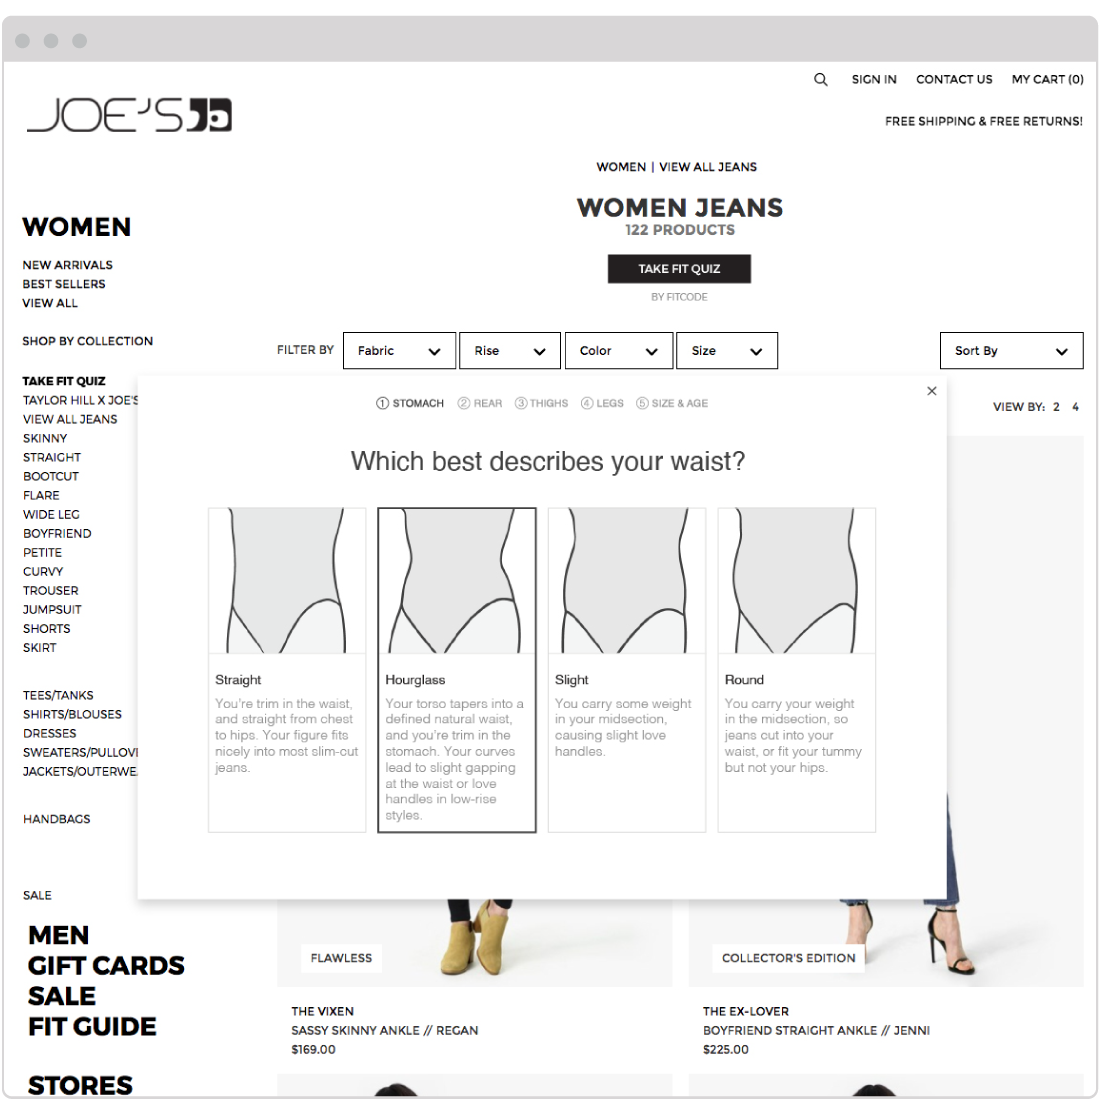 JOE'S
SIGN IN
CONTACT US
MY CART (0)
FREE SHIPPING & FREE RETURNS!
WOMEN | VIEW ALL JEANS
WOMEN JEANS
122 PRODUCTS
TAKE FIT QUIZ
BY FITCODE
WOMEN
NEW ARRIVALS
BEST SELLERS
VIEW ALL
SHOP BY COLLECTION
TAKE FIT QUIZ
TAYLOR HILL X JOE'S
VIEW ALL JEANS
SKINNY
STRAIGHT
BOOTCUT
FLARE
WIDE LEG
BOYFRIEND
PETITE
CURVY
TROUSER
JUMPSUIT
SHORTS
SKIRT
TEES/TANKS
SHIRTS/BLOUSES
DRESSES
SWEATERS/PULLOV
JACKETS/OUTERWEA
HANDBAGS
SALE
MEN
GIFT CARDS
SALE
FIT GUIDE
STORES
FILTER BY
Fabric
Rise
Color
Size
Sort By
VIEW BY: 2 4
1 STOMACH
2 REAR
3 THIGHS
4 LEGS
5 SIZE & AGE
Which best describes your waist?
Straight
You're trim in the waist,
and straight from chest
to hips. Your figure fits
nicely into most slim-cut
jeans.
Hourglass
Your torso tapers into a
defined natural waist,
and you're trim in the
stomach. Your curves
lead to slight gapping
at the waist or love
handles in low-rise
styles.
Slight
You carry some weight
in your midsection,
causing slight love
handles.
Round
You carry your weight
in the midsection, so
jeans cut into your
waist, or fit your tummy
but not your hips.
FLAWLESS
THE VIXEN
SASSY SKINNY ANKLE // REGAN
$169.00
COLLECTOR'S EDITION
THE EX-LOVER
BOYFRIEND STRAIGHT ANKLE // JENNI
$225.00